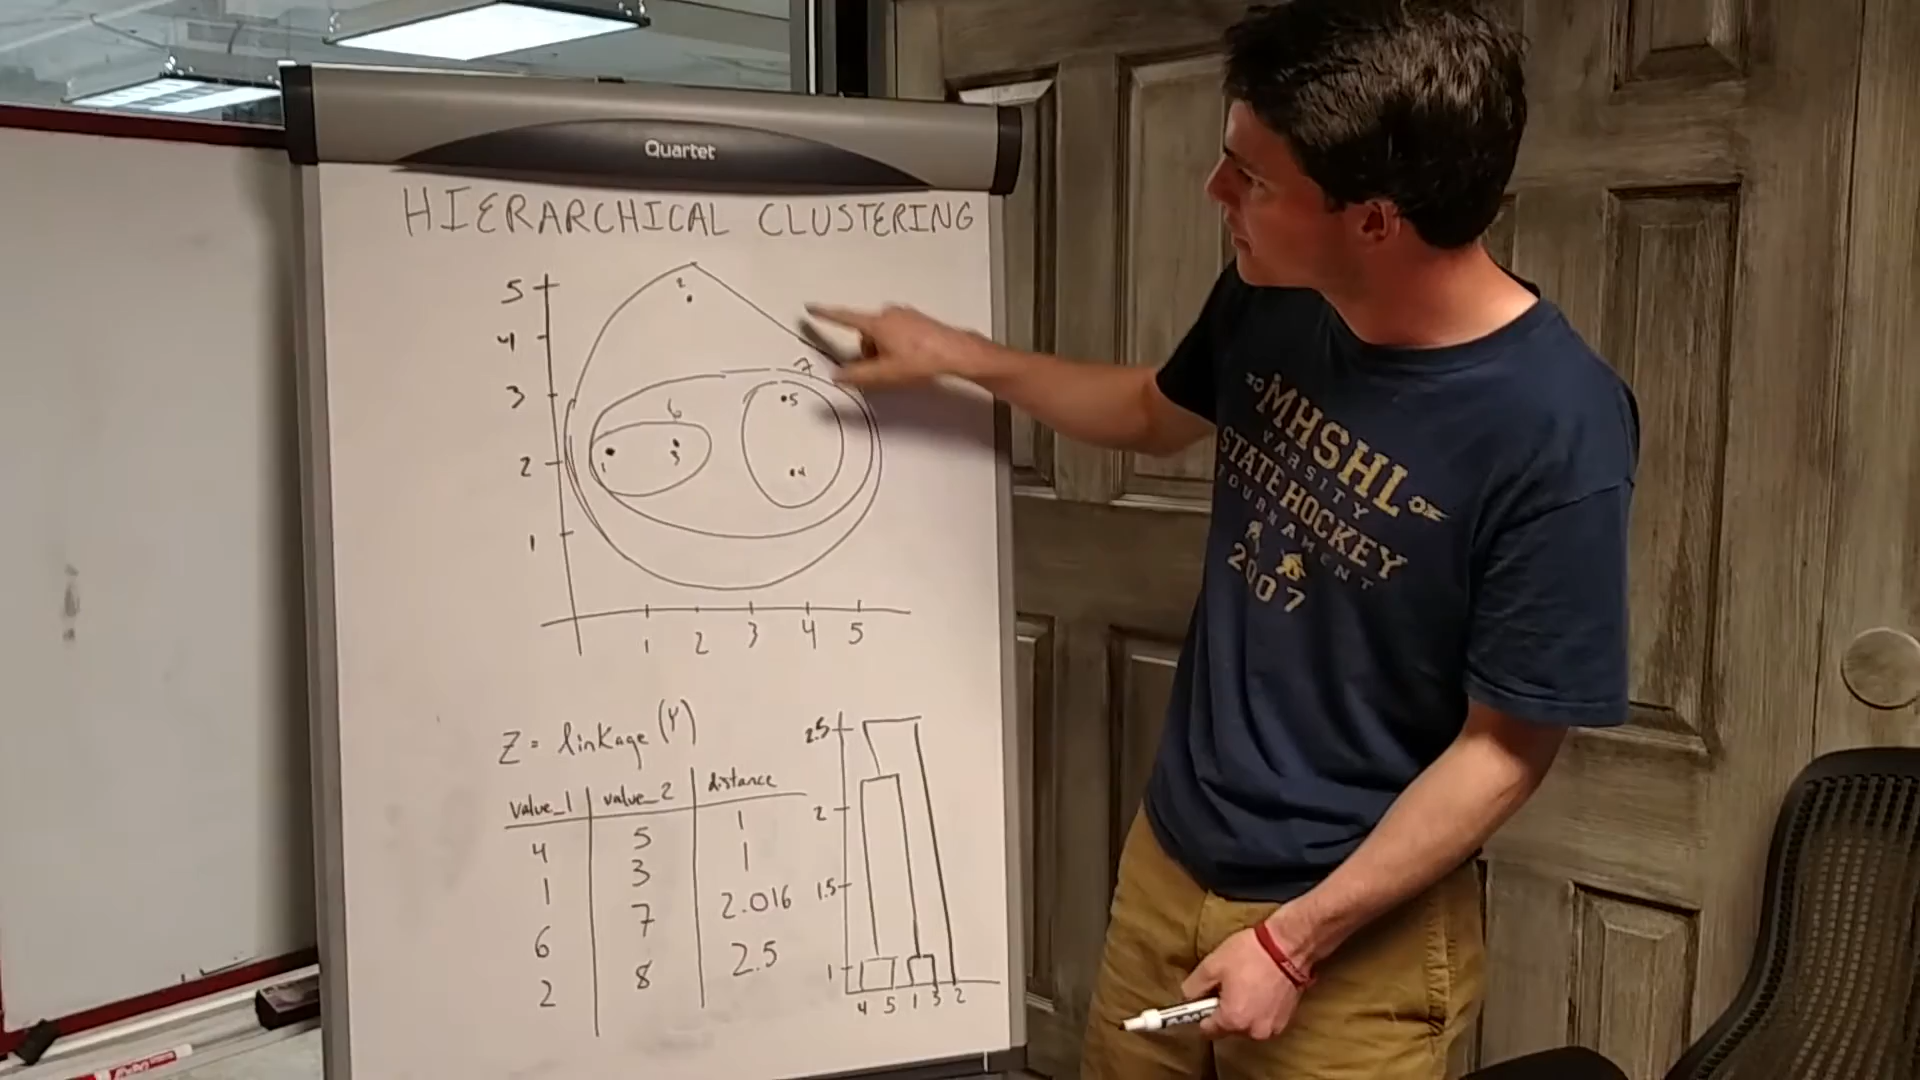 Quartet
HIERARCHICAL CLUSTERING
5
4
3
2
1
2
7
5
6
1
3
4
1 2 3 4 5
Z = linkage (Y)
value_1 value_2 distance
4 5 1
1 3 1
6 7 2.016
2 8 2.5
2.5
2
1.5
1
4 5 1 3 2
MHSHL
VARSITY
STATE HOCKEY
TOURNAMENT
2007